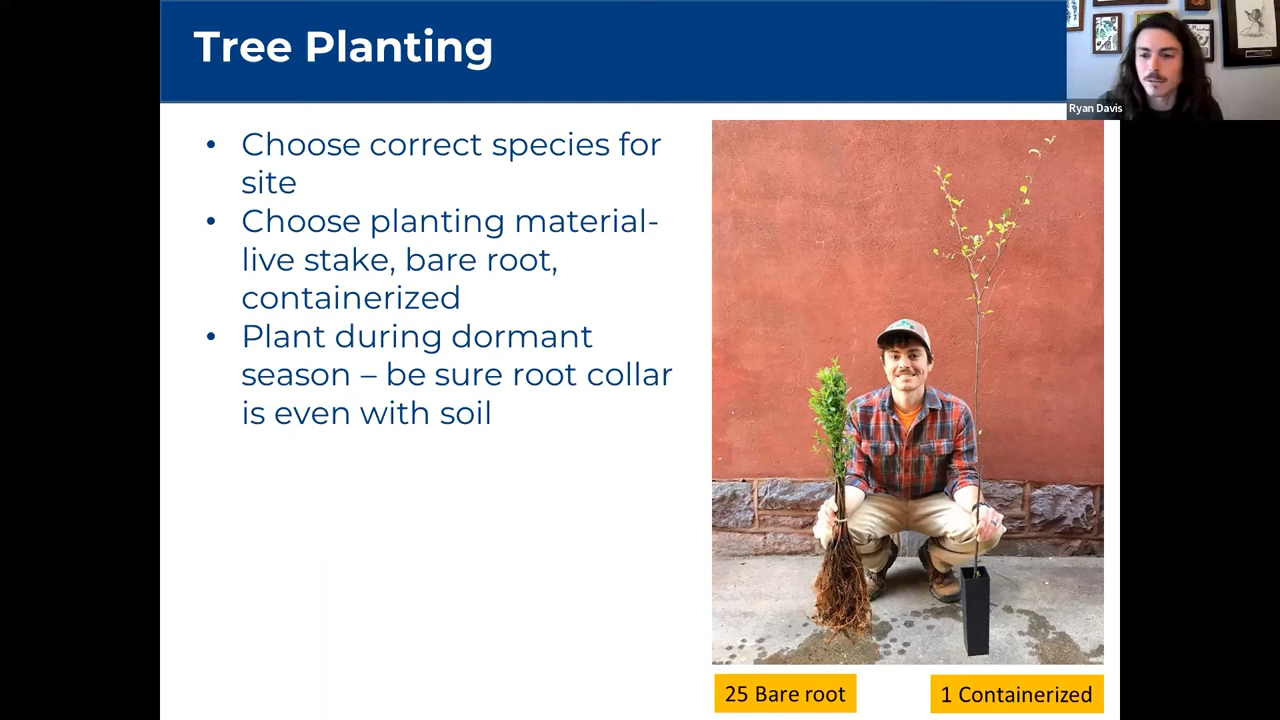 Tree Planting
Ryan Davis
• Choose correct species for
site
• Choose planting material-
live stake, bare root,
containerized
• Plant during dormant
season – be sure root collar
is even with soil
25 Bare root
1 Containerized